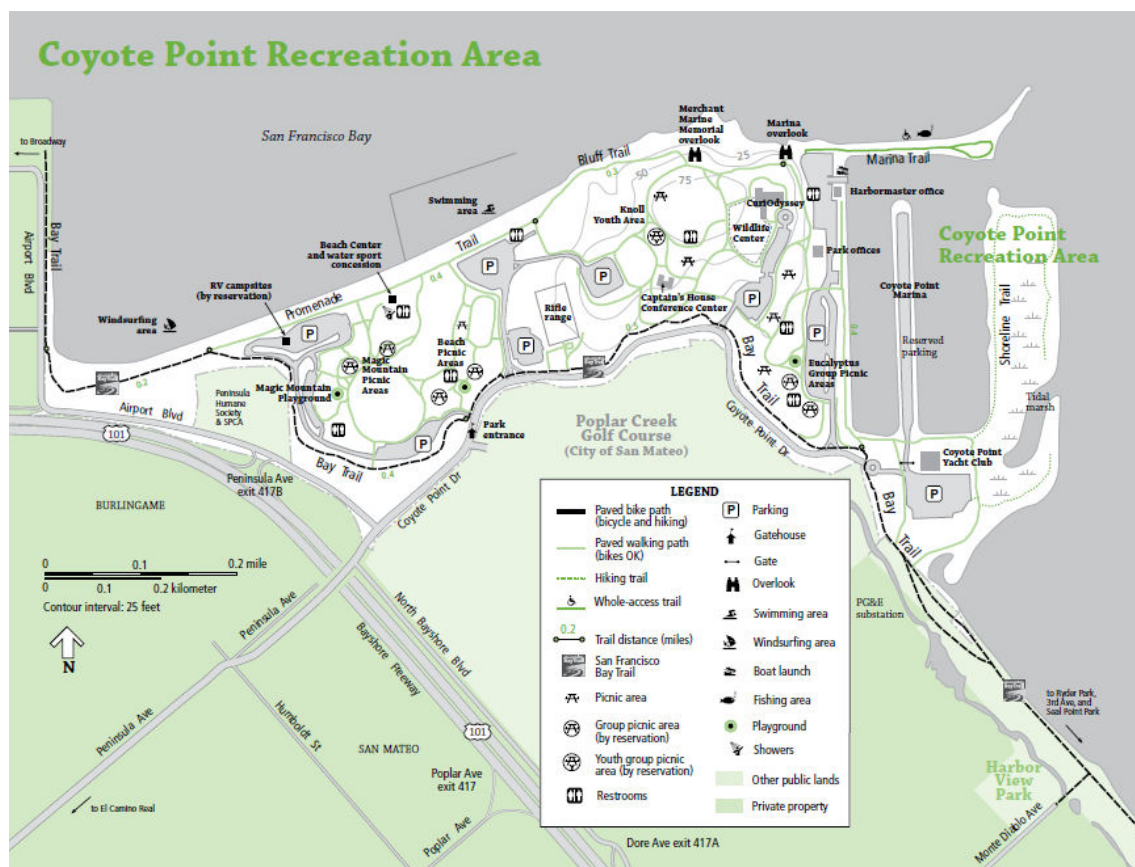 Coyote Point Recreation Area
San Francisco Bay
to Broadway
Bay Trail
Airport Blvd
Merchant
Marine
Memorial
overlook
Marina
overlook
Bluff Trail
0.3
25
50
75
Marina Trail
Harbormaster office
Swimming
area
Knoll
Youth Area
CuriOdyssey
Wildlife
Center
Park offices
Coyote Point
Recreation Area
Beach Center
and water sport
concession
Trail
P
P
0.4
RV campsites
(by reservation)
Promenade
P
Windsurfing
area
Rifle
range
Captain's House
Conference Center
P
Coyote Point
Marina
Reserved
parking
Shoreline Trail
0.5
P
Beach
Picnic
Areas
Magic
Mountain
Picnic
Areas
Magic Mountain
Playground
P
0.4
Eucalyptus
Group Picnic
Areas
0.2
Airport Blvd
Peninsula
Humane
Society
& SPCA
101
Bay Trail
0.4
P
Park
entrance
Poplar Creek
Golf Course
(City of San Mateo)
Bay
Trail
Coyote Point Dr
Tidal
marsh
Coyote Point
Yacht Club
P
Bay
Trail
Peninsula Ave
exit 417B
BURLINGAME
Coyote Point Dr
0 0.1 0.2 mile
0 0.1 0.2 kilometer
Contour interval: 25 feet
N
Peninsula Ave
North Bayshore Blvd
Bayshore Freeway
Peninsula Ave
Humboldt St
SAN MATEO
101
Poplar Ave
exit 417
to El Camino Real
Poplar Ave
Dore Ave exit 417A
LEGEND
Paved bike path
(bicycle and hiking)
Paved walking path
(bikes OK)
Hiking trail
Whole-access trail
0.2
Trail distance (miles)
San Francisco
Bay Trail
Picnic area
Group picnic area
(by reservation)
Youth group picnic
area (by reservation)
Restrooms
P Parking
Gatehouse
Gate
Overlook
Swimming area
Windsurfing area
Boat launch
Fishing area
Playground
Showers
Other public lands
Private property
PG&E
substation
to Ryder Park,
3rd Ave, and
Seal Point Park
Harbor
View
Park
Monte Diablo Ave